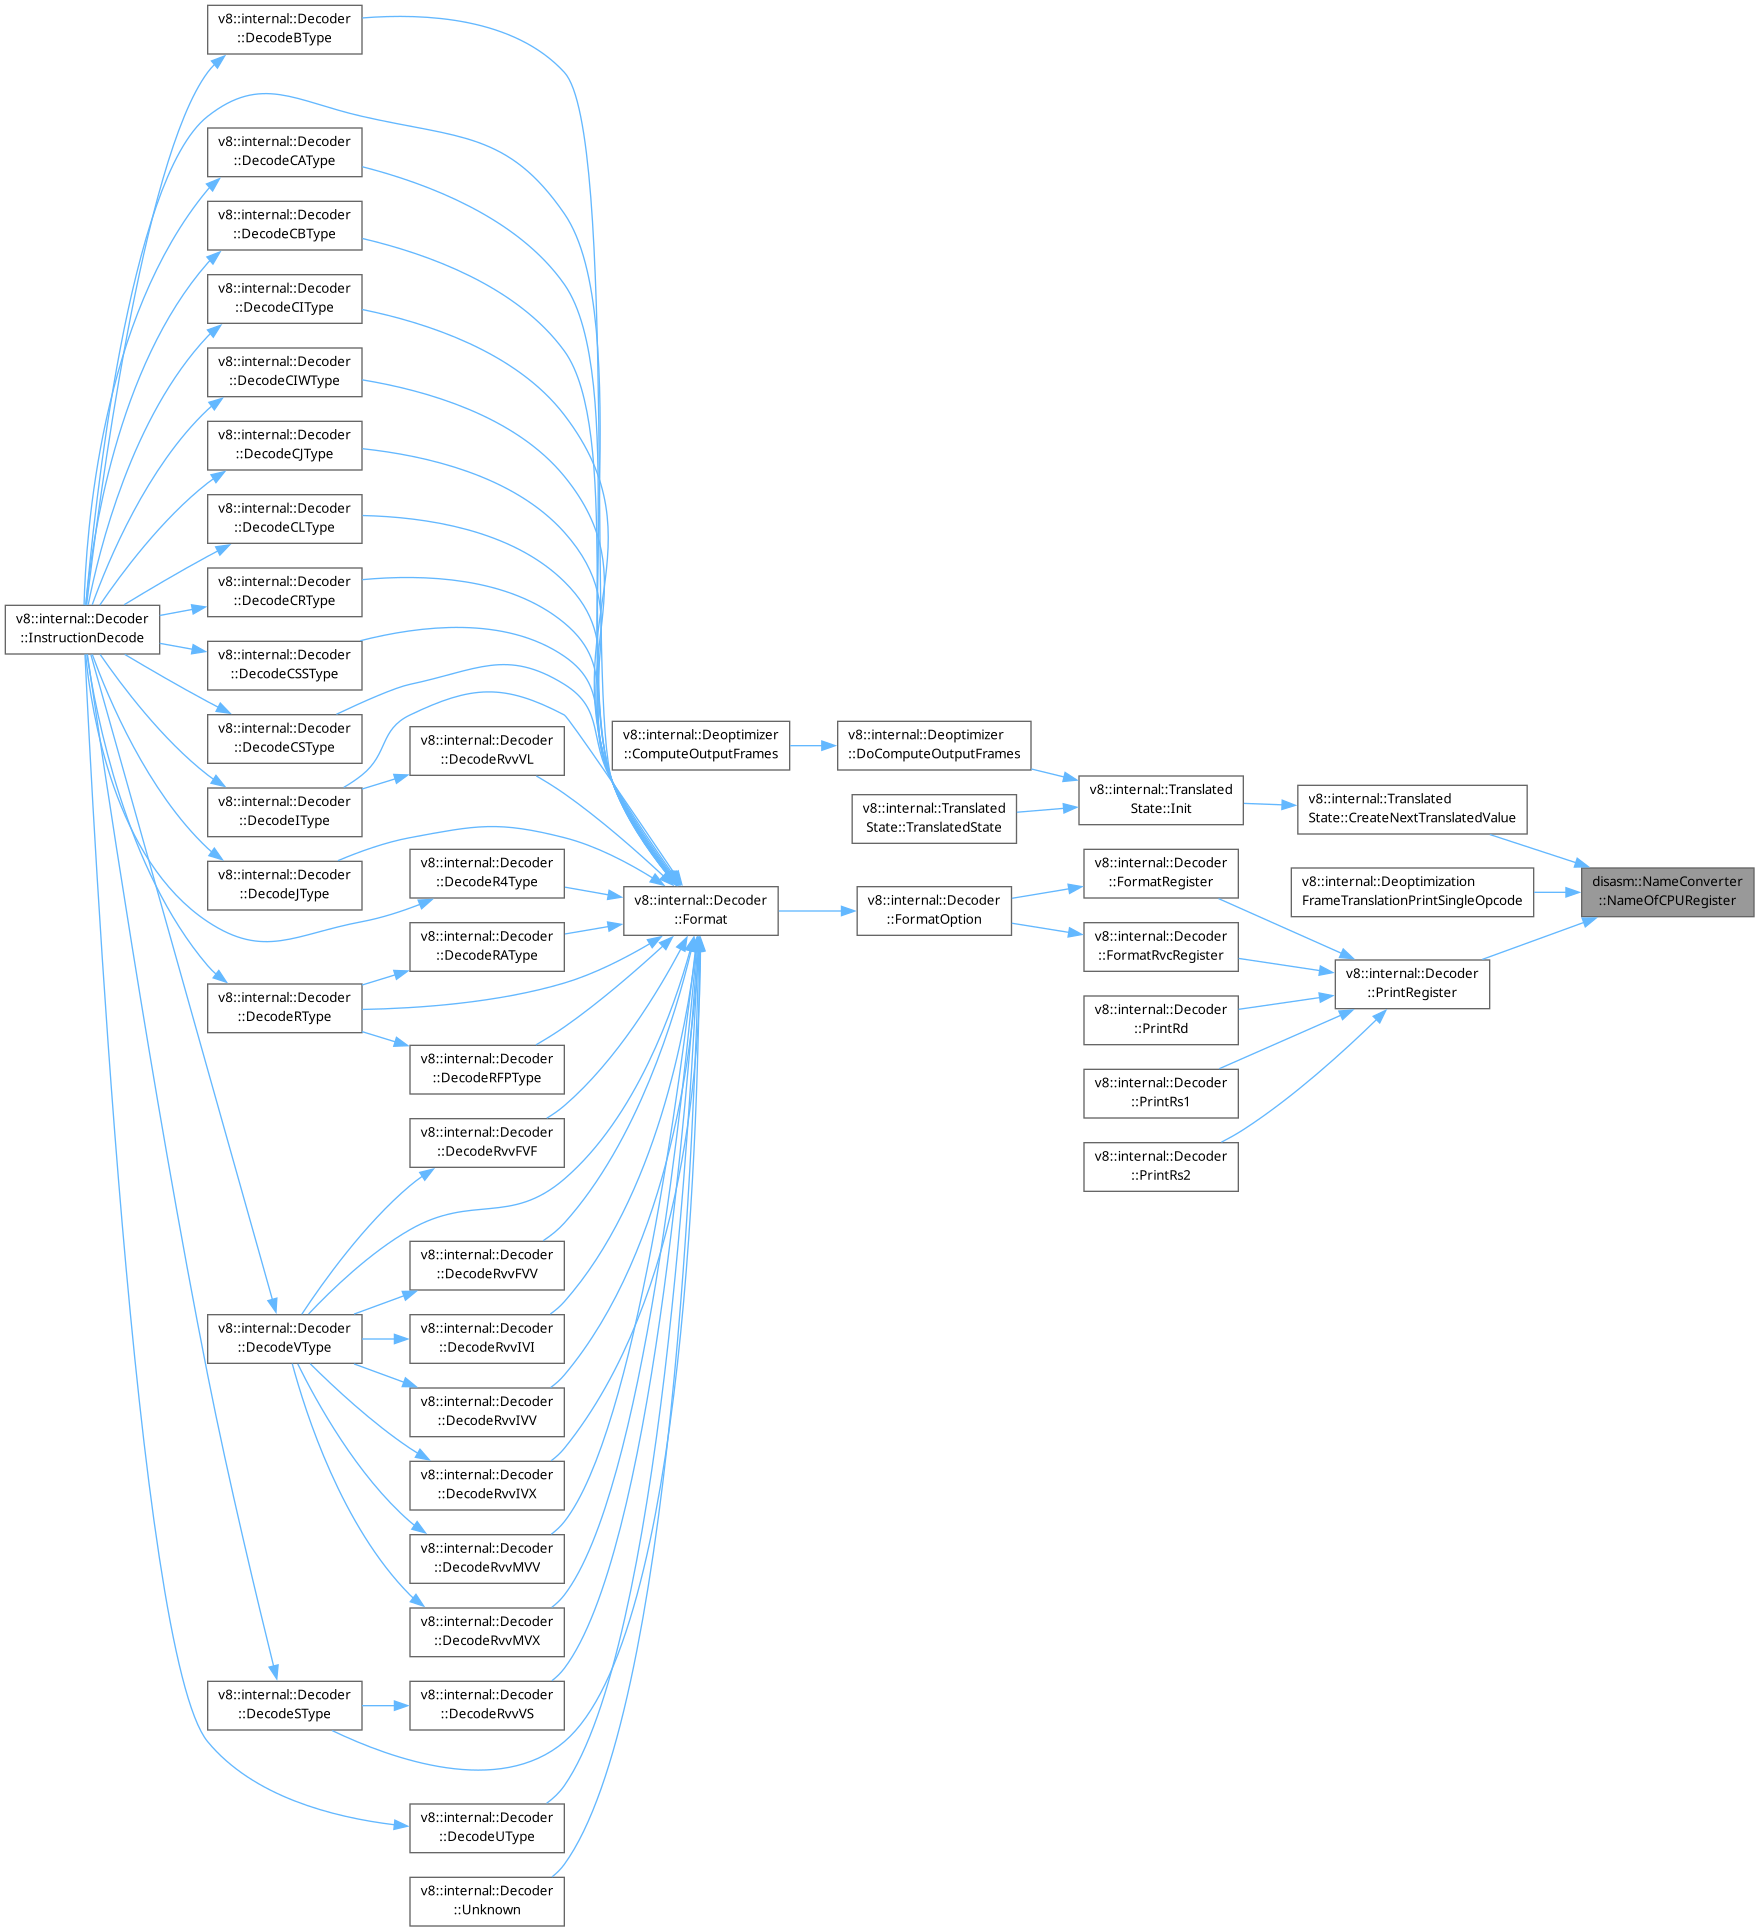 v8::internal::Decoder
::DecodeBType
v8::internal::Decoder
::DecodeCAType
v8::internal::Decoder
::DecodeCBType
v8::internal::Decoder
::DecodeCIType
v8::internal::Decoder
::DecodeCIWType
v8::internal::Decoder
::DecodeCJType
v8::internal::Decoder
::DecodeCLType
v8::internal::Decoder
::DecodeCRType
v8::internal::Decoder
::InstructionDecode
v8::internal::Decoder
::DecodeCSSType
v8::internal::Decoder
::DecodeCSType
v8::internal::Decoder
::DecodeRvvVL
v8::internal::Deoptimizer
::ComputeOutputFrames
v8::internal::Deoptimizer
::DoComputeOutputFrames
v8::internal::Translated
State::Init
v8::internal::Translated
State::CreateNextTranslatedValue
v8::internal::Decoder
::DecodeIType
v8::internal::Translated
State::TranslatedState
v8::internal::Decoder
::DecodeJType
v8::internal::Decoder
::DecodeR4Type
v8::internal::Decoder
::FormatRegister
v8::internal::Deoptimization
FrameTranslationPrintSingleOpcode
disasm::NameConverter
::NameOfCPURegister
v8::internal::Decoder
::Format
v8::internal::Decoder
::FormatOption
v8::internal::Decoder
::DecodeRAType
v8::internal::Decoder
::FormatRvcRegister
v8::internal::Decoder
::PrintRegister
v8::internal::Decoder
::DecodeRType
v8::internal::Decoder
::PrintRd
v8::internal::Decoder
::DecodeRFPType
v8::internal::Decoder
::PrintRs1
v8::internal::Decoder
::DecodeRvvFVF
v8::internal::Decoder
::PrintRs2
v8::internal::Decoder
::DecodeRvvFVV
v8::internal::Decoder
::DecodeVType
v8::internal::Decoder
::DecodeRvvIVI
v8::internal::Decoder
::DecodeRvvIVV
v8::internal::Decoder
::DecodeRvvIVX
v8::internal::Decoder
::DecodeRvvMVV
v8::internal::Decoder
::DecodeRvvMVX
v8::internal::Decoder
::DecodeSType
v8::internal::Decoder
::DecodeRvvVS
v8::internal::Decoder
::DecodeUType
v8::internal::Decoder
::Unknown